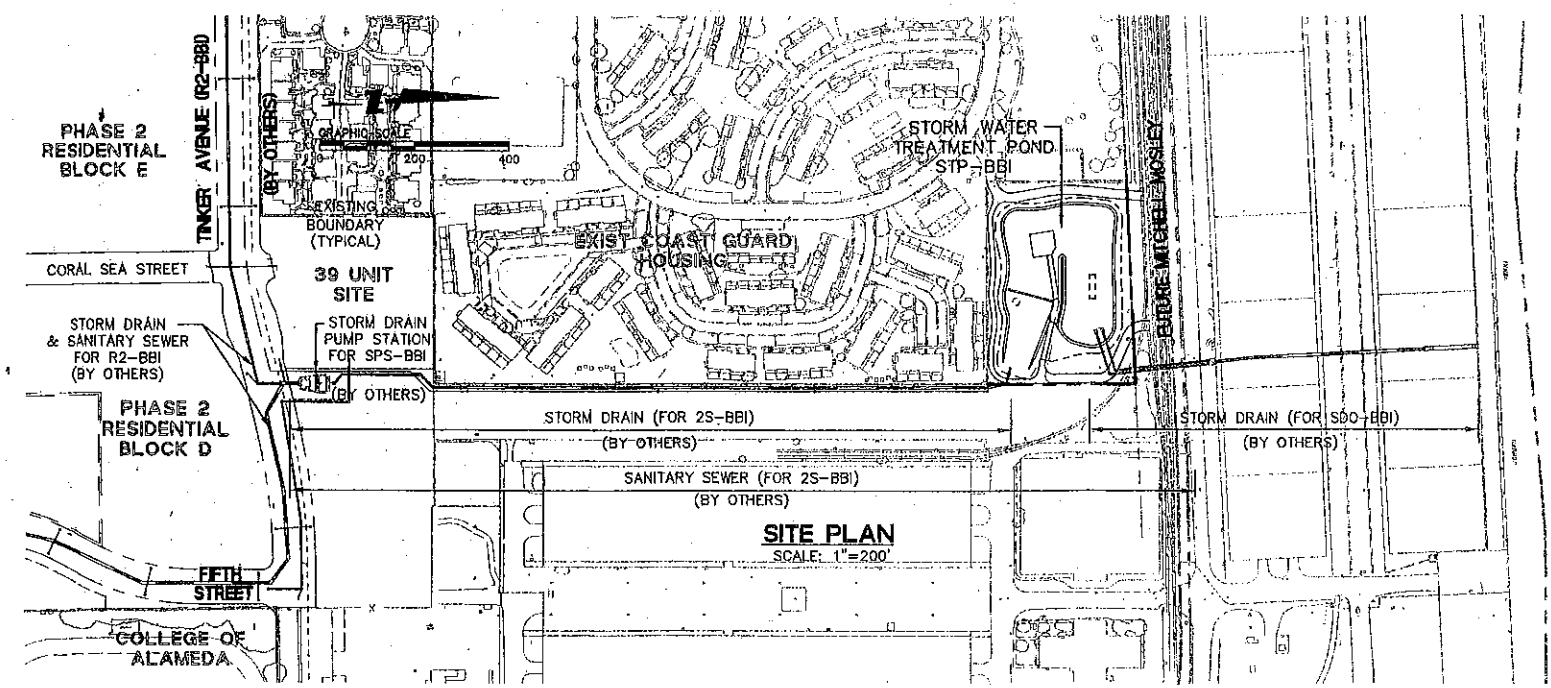 TINKER AVENUE (R2-BBI)
(BY OTHERS)
PHASE 2
RESIDENTIAL
BLOCK E
GRAPHIC SCALE
0
200
400
EXISTING
BOUNDARY
(TYPICAL)
STORM WATER
TREATMENT POND
STP-BBI
FUTURE MITCHELL-MOSLEY
EXIST COAST GUARD
HOUSING
CORAL SEA STREET
39 UNIT
SITE
STORM DRAIN
& SANITARY SEWER
FOR R2-BBI
(BY OTHERS)
STORM DRAIN
PUMP STATION
FOR SPS-BBI
(BY OTHERS)
PHASE 2
RESIDENTIAL
BLOCK D
STORM DRAIN (FOR 2S-BBI)
(BY OTHERS)
STORM DRAIN (FOR SDO-BBI)
(BY OTHERS)
SANITARY SEWER (FOR 2S-BBI)
(BY OTHERS)
SITE PLAN
SCALE: 1"=200'
FIFTH
STREET
COLLEGE OF
ALAMEDA